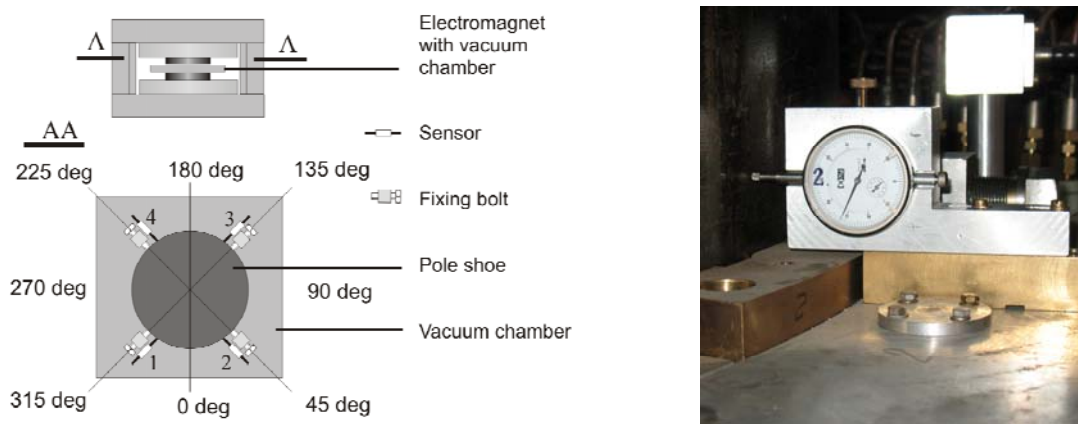 Electromagnet
with vacuum
chamber
Λ
Λ
AA
Sensor
225 deg
180 deg
135 deg
Fixing bolt
4
3
Pole shoe
270 deg
90 deg
Vacuum chamber
1
2
315 deg
0 deg
45 deg
2
2